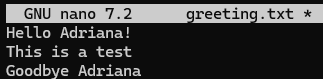 GNU nano 7.2 greeting.txt *
Hello Adriana!
This is a test
Goodbye Adriana